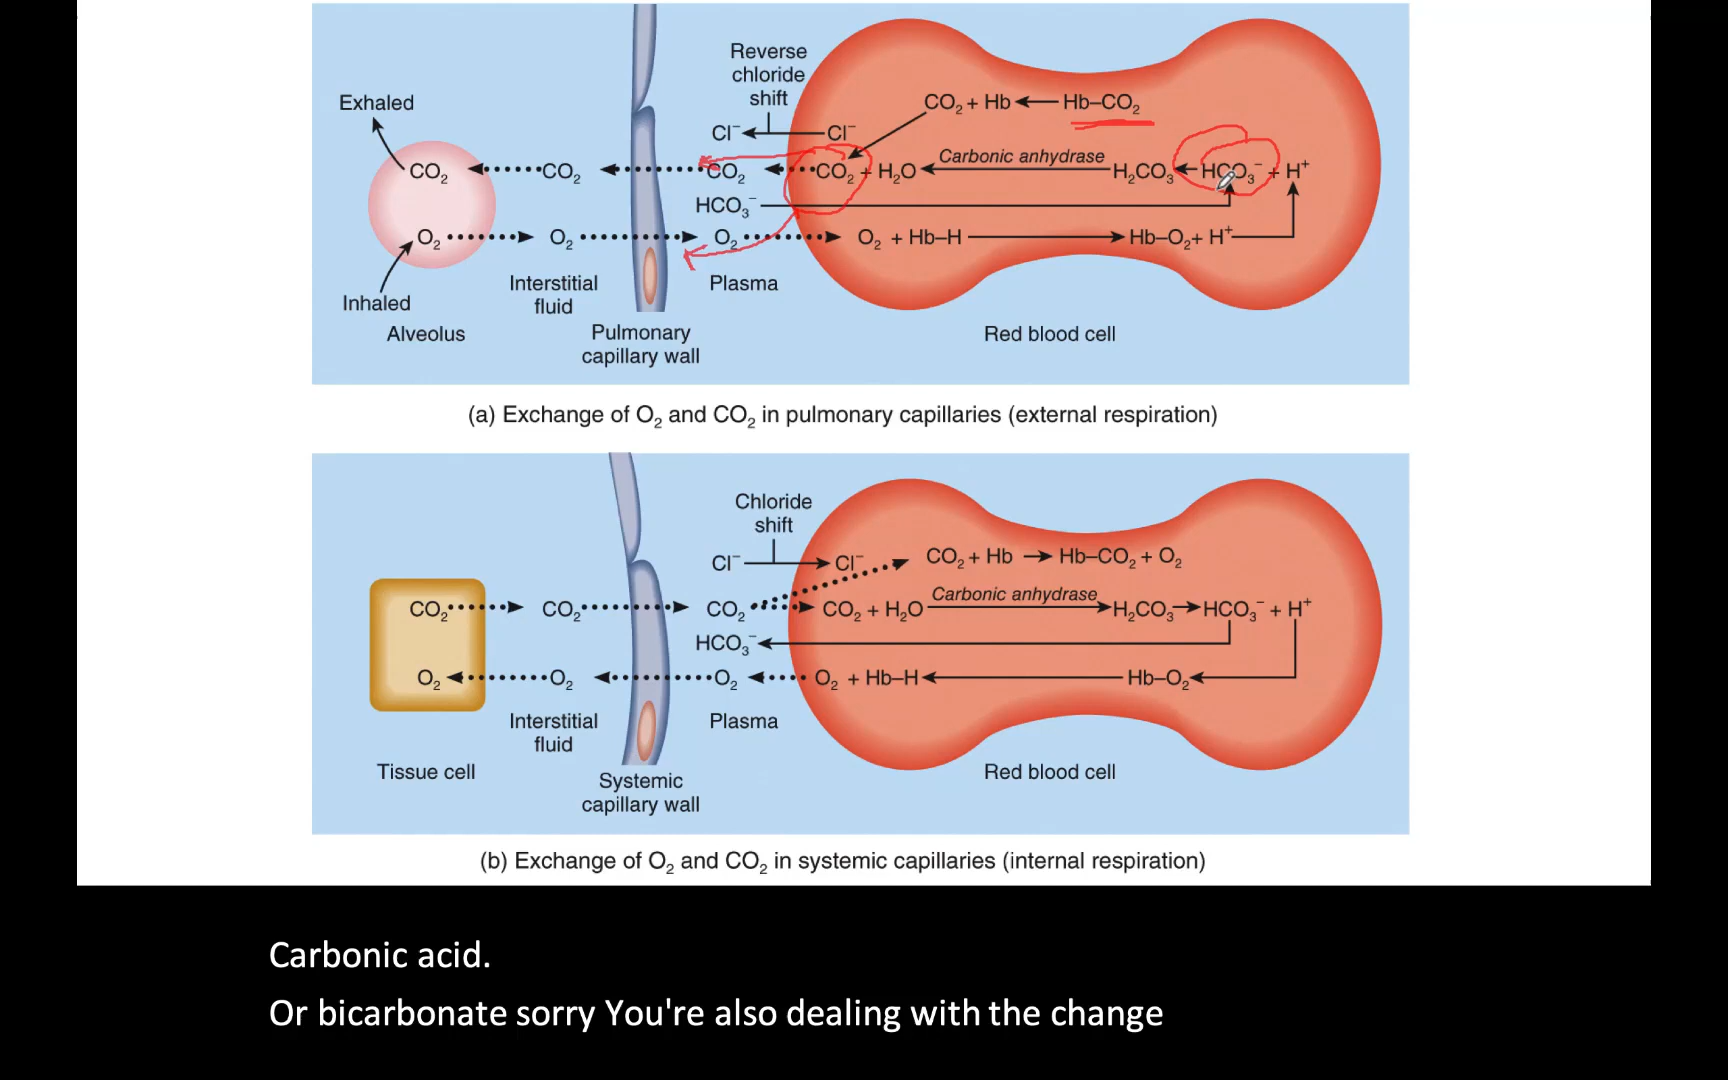 Reverse
chloride
shift
Exhaled
CO₂ + Hb ← Hb–CO₂
Cl⁻ ← Cl⁻
CO₂ CO₂ CO₂ CO₂ + H₂O ← Carbonic anhydrase H₂CO₃ ← HCO₃⁻ + H⁺
HCO₃⁻
O₂ O₂ O₂ O₂ + Hb–H → Hb–O₂ + H⁺
Inhaled
Interstitial
fluid
Plasma
Alveolus
Pulmonary
capillary wall
Red blood cell
(a) Exchange of O₂ and CO₂ in pulmonary capillaries (external respiration)
Chloride
shift
Cl⁻ → Cl⁻
CO₂ + Hb → Hb–CO₂ + O₂
CO₂ CO₂ CO₂ CO₂ + H₂O Carbonic anhydrase → H₂CO₃ → HCO₃⁻ + H⁺
HCO₃⁻
O₂ O₂ O₂ O₂ + Hb–H ← Hb–O₂
Interstitial
fluid
Plasma
Tissue cell
Systemic
capillary wall
Red blood cell
(b) Exchange of O₂ and CO₂ in systemic capillaries (internal respiration)
Carbonic acid.
Or bicarbonate sorry You're also dealing with the change